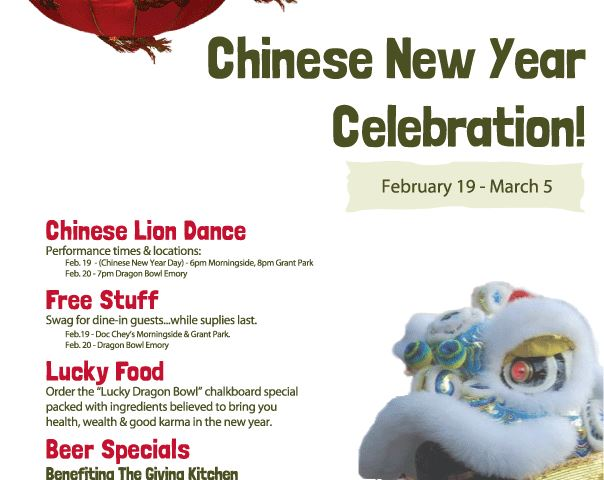 Chinese New Year
Celebration!
February 19 - March 5
Chinese Lion Dance
Performance times & locations:
Feb. 19 - (Chinese New Year Day) - 6pm Morningside, 8pm Grant Park
Feb. 20 - 7pm Dragon Bowl Emory
Free Stuff
Swag for dine-in guests...while suplies last.
Feb.19 - Doc Chey's Morningside & Grant Park.
Feb. 20 - Dragon Bowl Emory
Lucky Food
Order the "Lucky Dragon Bowl" chalkboard special
packed with ingredients believed to bring you
health, wealth & good karma in the new year.
Beer Specials
Benefiting The Giving Kitchen